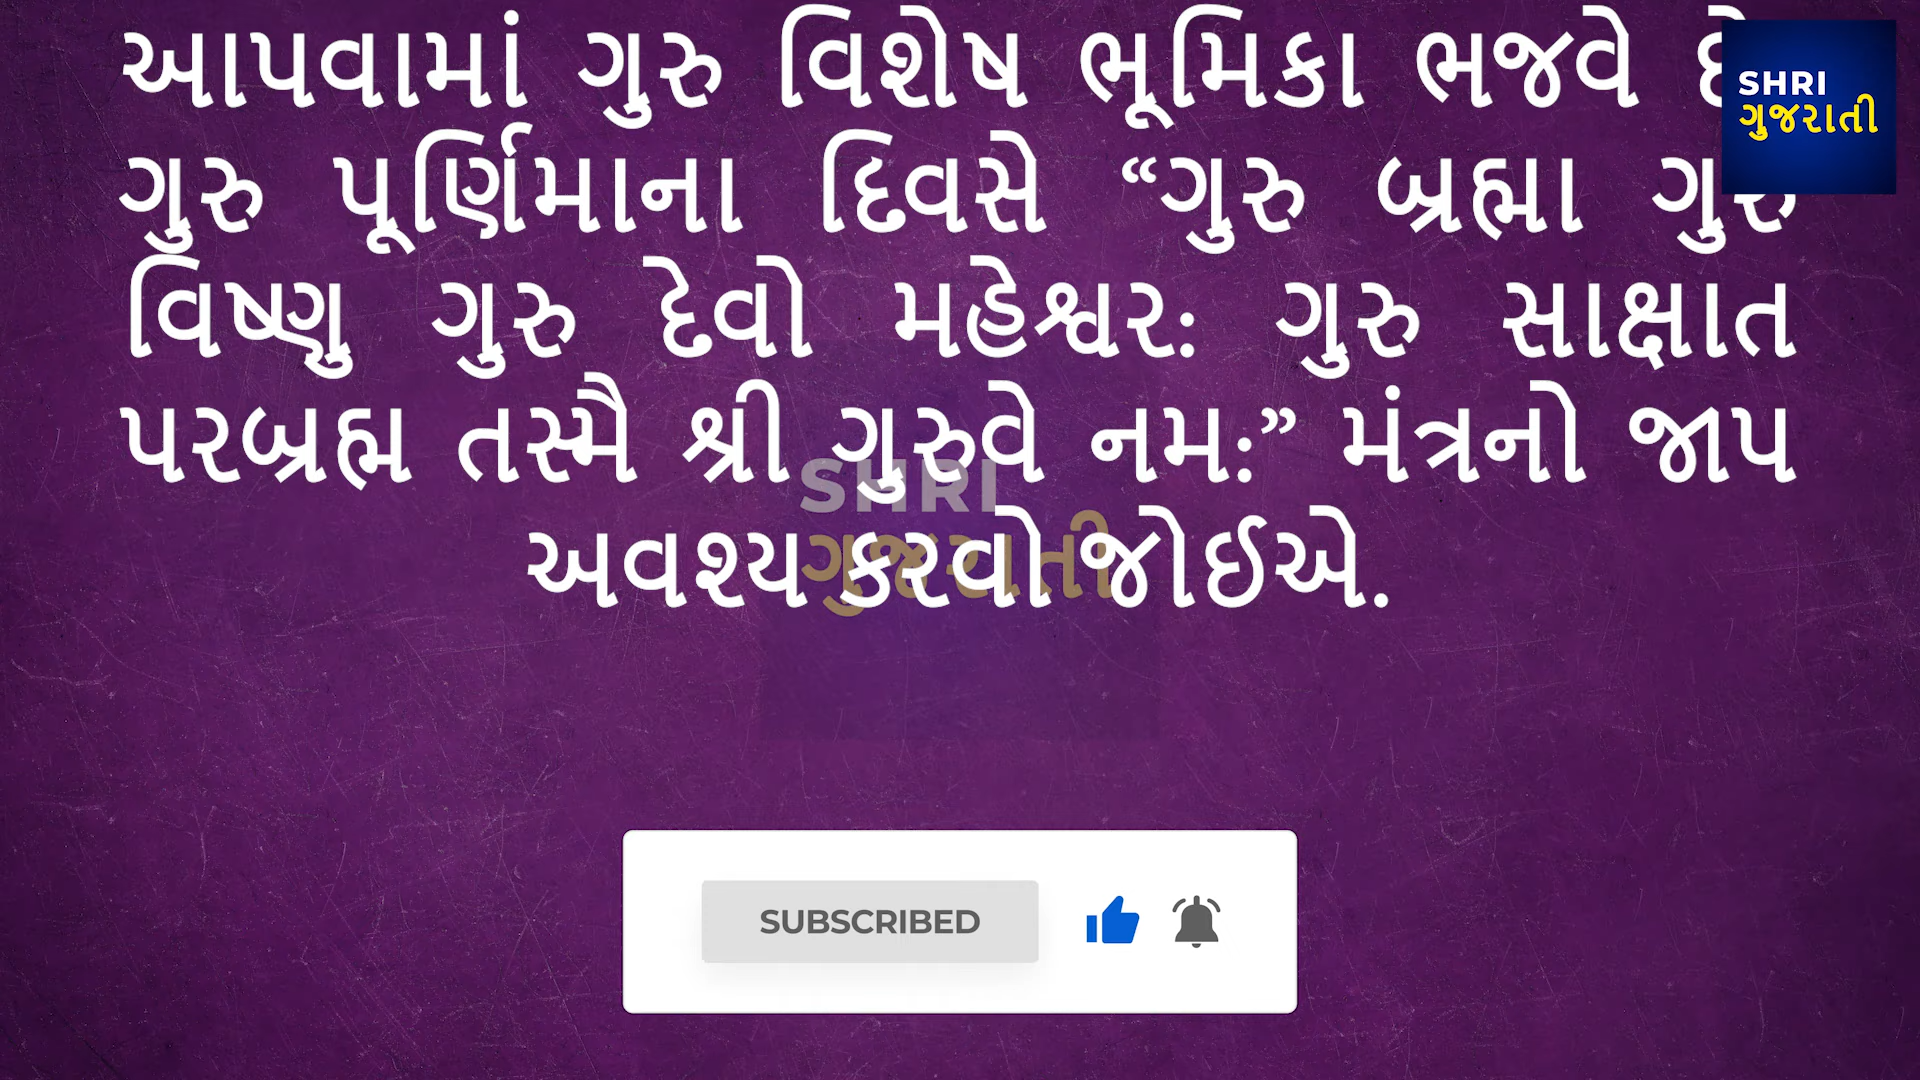 આપવામાં ગુરુ વિશેષ ભૂમિકા ભજવે
SHRI
ગુજરાતી
ગુરુ પૂર્ણિમાના દિવસે “ગુરુ બ્રહ્મા ગુરુ
વિષ્ણુ ગુરુ દેવો મહેશ્વર: ગુરુ સાક્ષાત
પરબ્રહ્મ તસ્મૈ શ્રી ગુરુવે નમ:” મંત્રનો જાપ
SHRI
અવશ્ય કરવો જોઈએ.
ગુજરાતી
SUBSCRIBED